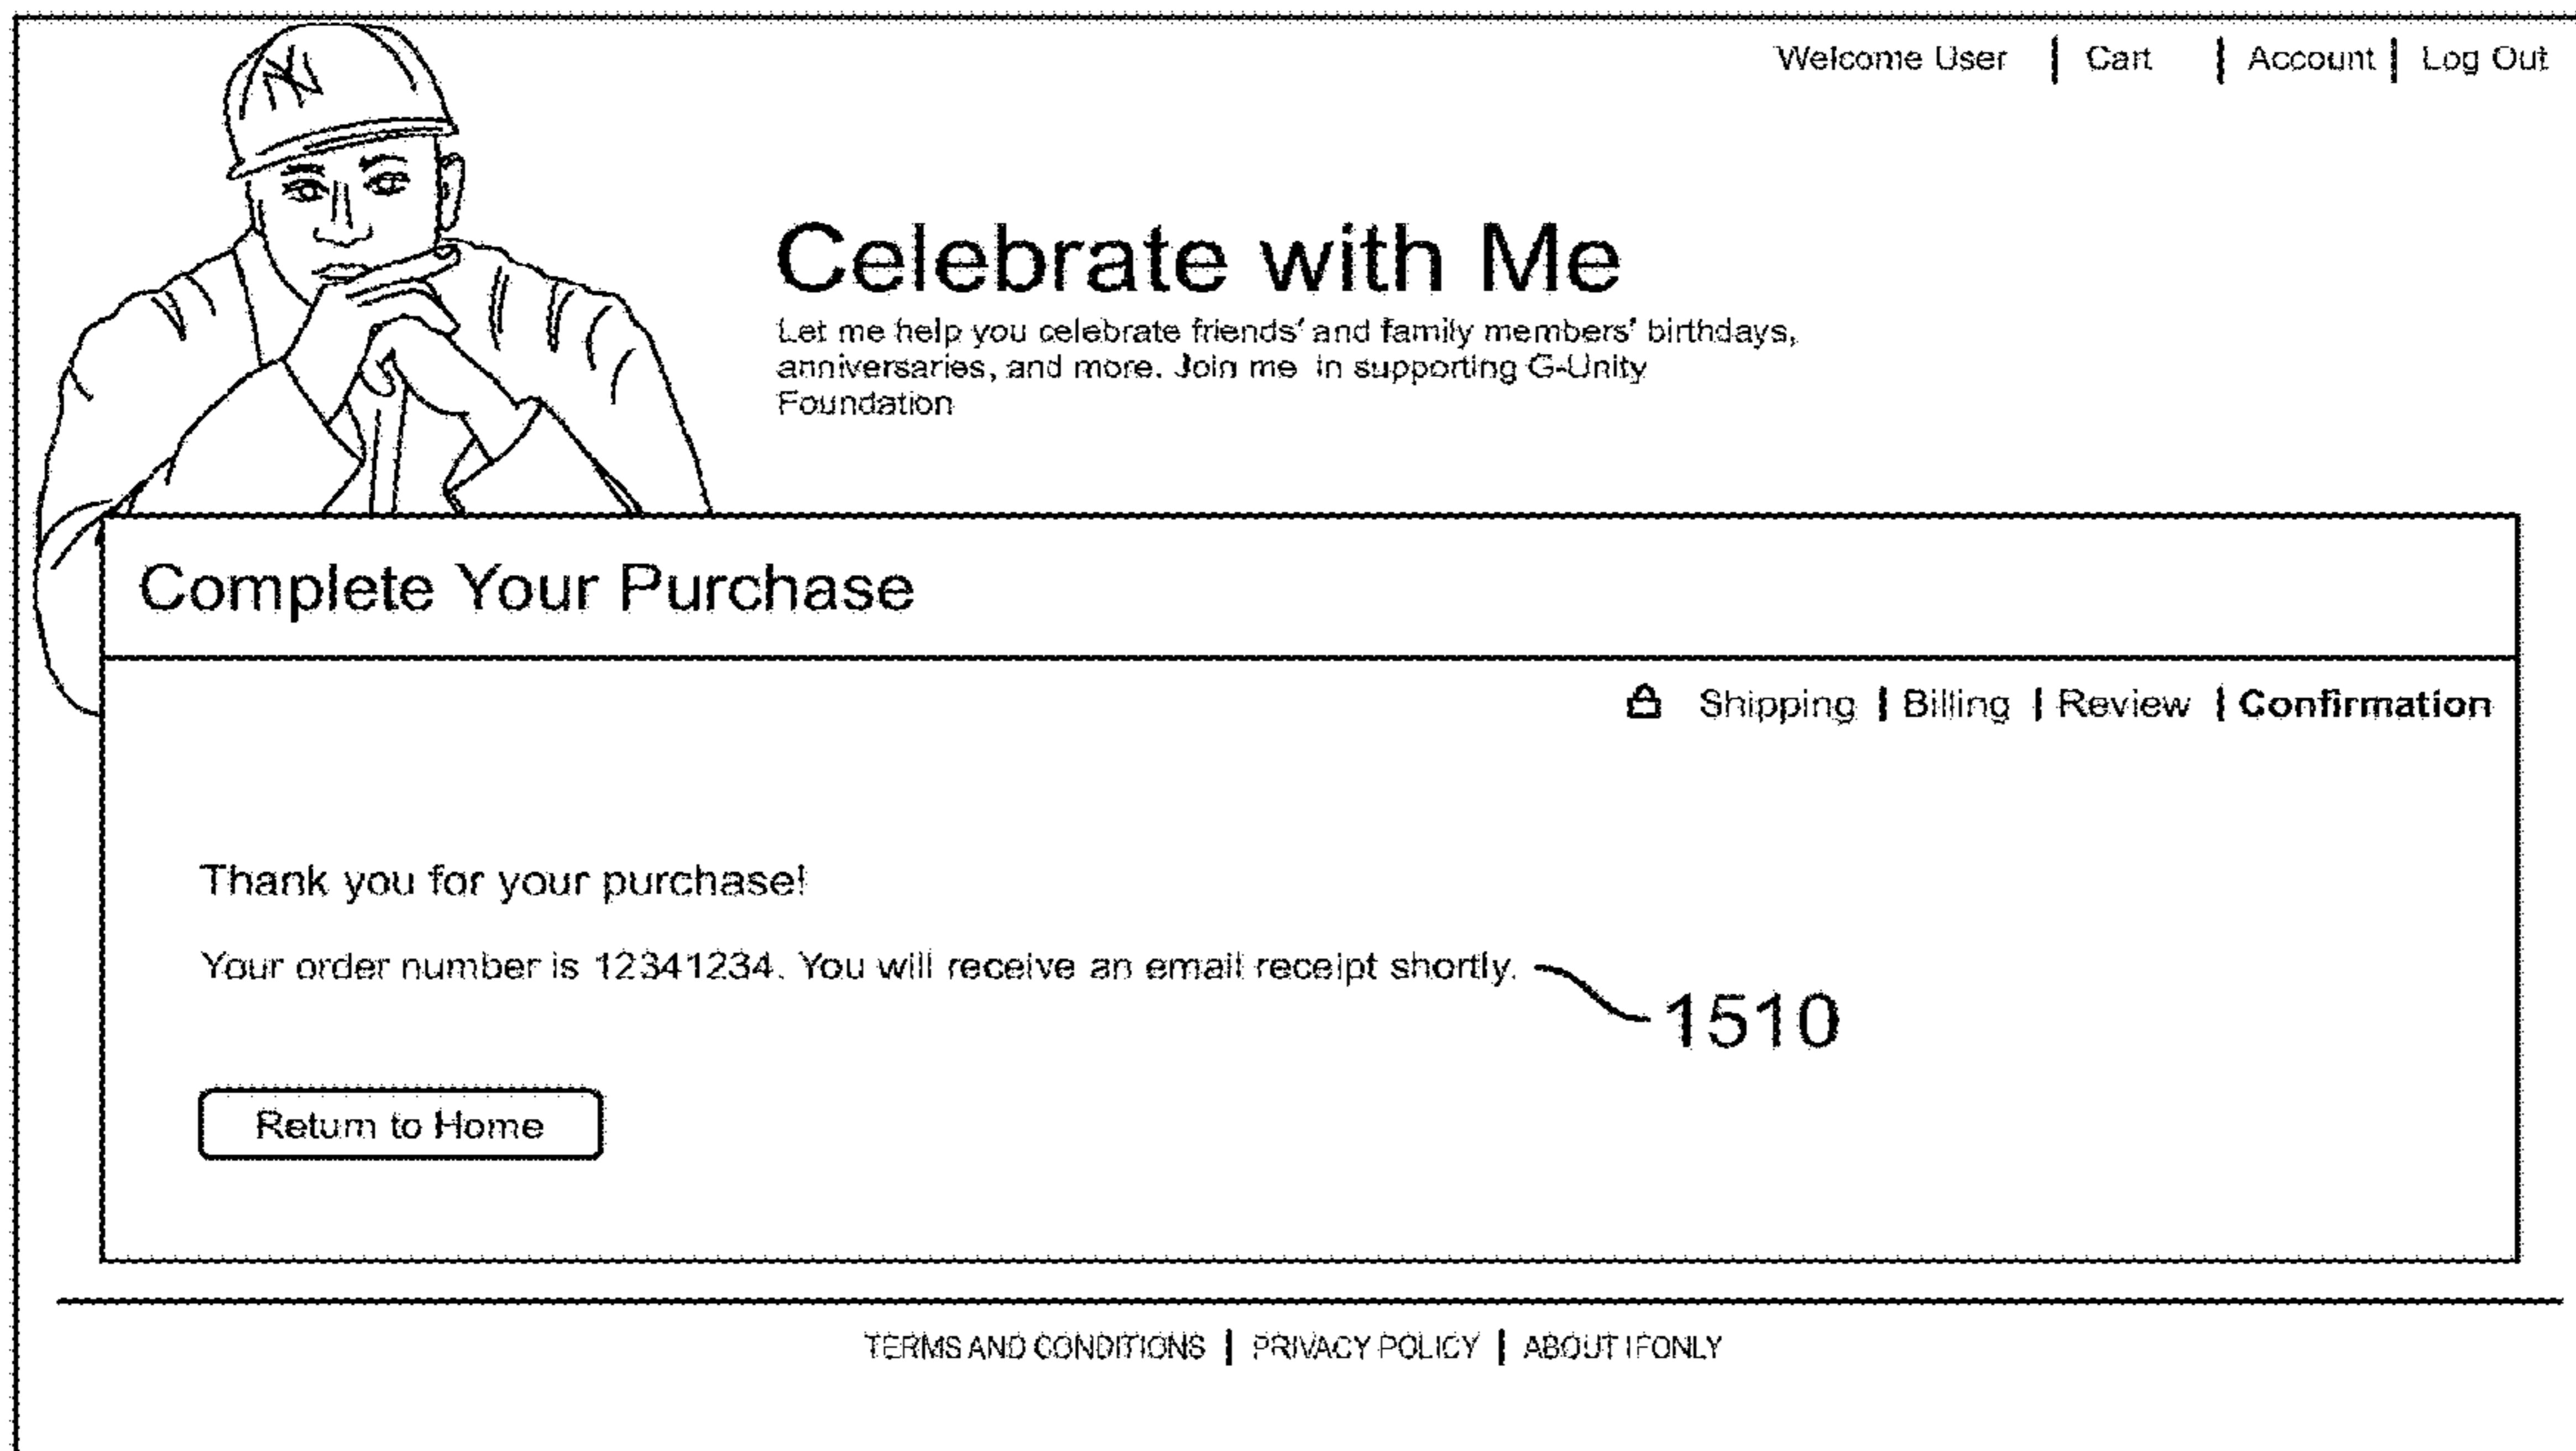 NY
Welcome User | Cart | Account | Log Out
Celebrate with Me
Let me help you celebrate friends' and family members' birthdays,
anniversaries, and more. Join me in supporting G-Unity
Foundation
Complete Your Purchase
Shipping | Billing | Review | Confirmation
Thank you for your purchase!
Your order number is 12341234. You will receive an email receipt shortly.
1510
Return to Home
TERMS AND CONDITIONS | PRIVACY POLICY | ABOUT IFONLY